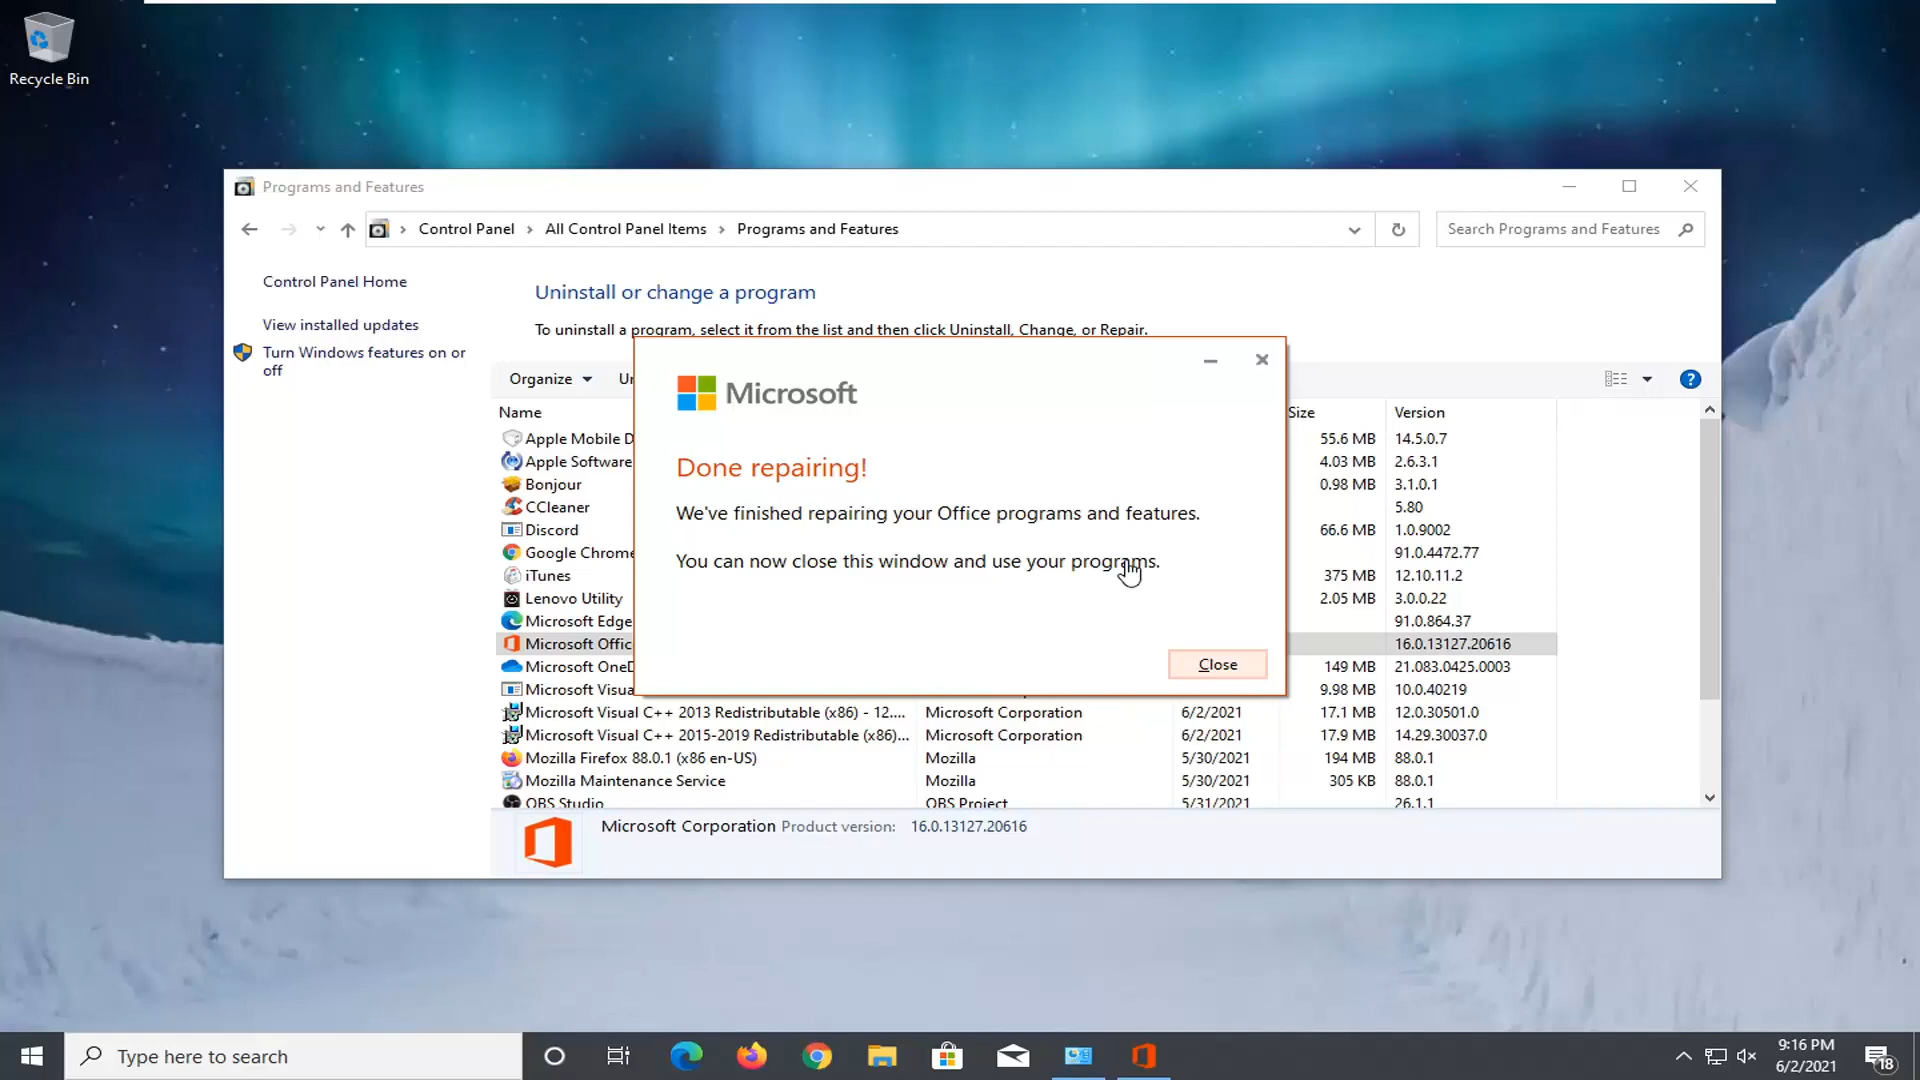 Recycle Bin
Programs and Features
Control Panel All Control Panel Items Programs and Features
Search Programs and Features
Control Panel Home
View installed updates
Turn Windows features on or
off
Uninstall or change a program
To uninstall a program, select it from the list and then click Uninstall, Change, or Repair.
Organize
Name Size Version
Apple Mobile D 55.6 MB 14.5.0.7
Apple Software 4.03 MB 2.6.3.1
Bonjour 0.98 MB 3.1.0.1
CCleaner 5.80
Discord 66.6 MB 1.0.9002
Google Chrome 91.0.4472.77
iTunes 375 MB 12.10.11.2
Lenovo Utility 2.05 MB 3.0.0.22
Microsoft Edge 91.0.864.37
Microsoft Offic 16.0.13127.20616
Microsoft OneD 149 MB 21.083.0425.0003
Microsoft Visua 9.98 MB 10.0.40219
Microsoft Visual C++ 2013 Redistributable (x86) - 12.... Microsoft Corporation 6/2/2021 17.1 MB 12.0.30501.0
Microsoft Visual C++ 2015-2019 Redistributable (x86)... Microsoft Corporation 6/2/2021 17.9 MB 14.29.30037.0
Mozilla Firefox 88.0.1 (x86 en-US) Mozilla 5/30/2021 194 MB 88.0.1
Mozilla Maintenance Service Mozilla 5/30/2021 305 KB 88.0.1
OBS Studio OBS Project 5/31/2021 26.1.1
Microsoft
Done repairing!
We've finished repairing your Office programs and features.
You can now close this window and use your programs.
Close
Microsoft Corporation Product version: 16.0.13127.20616
Type here to search
9:16 PM
6/2/2021
18